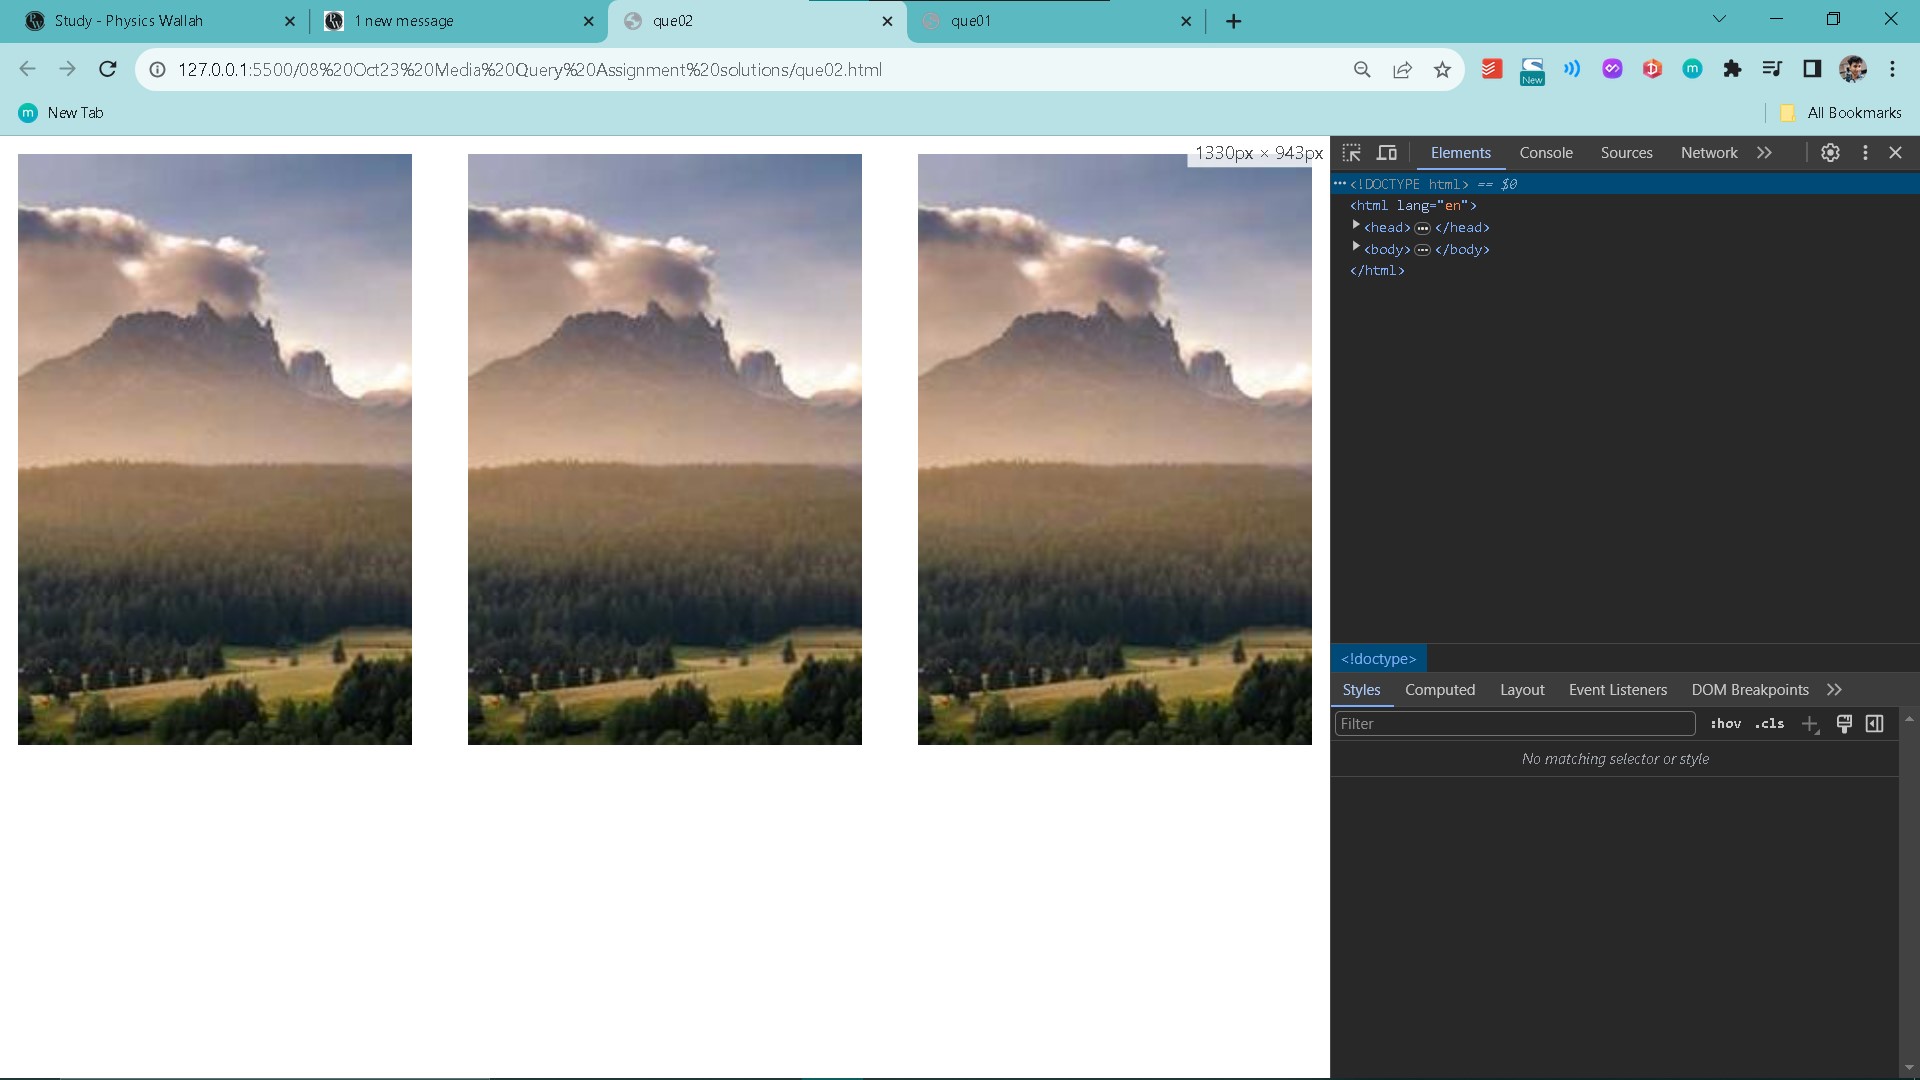 Study - Physics Wallah
1 new message
que02
que01
127.0.0.1:5500/08%20Oct23%20Media%20Query%20Assignment%20solutions/que02.html
New
m
m New Tab
All Bookmarks
1330px × 943px
Elements Console Sources Network
<!DOCTYPE html> == $0
<html lang="en">
<head> ••• </head>
<body> ••• </body>
</html>
<!doctype>
Styles Computed Layout Event Listeners DOM Breakpoints
Filter :hov .cls
No matching selector or style